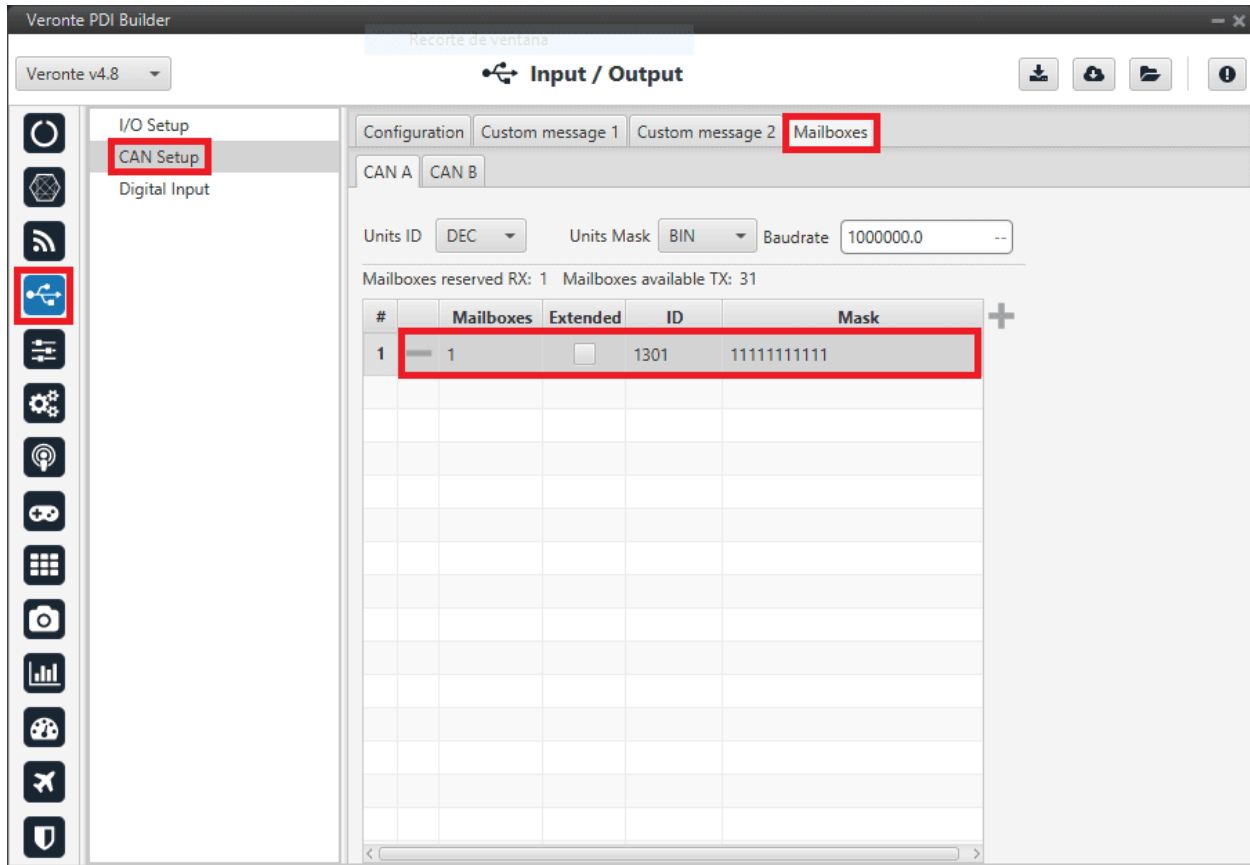 Veronte PDI Builder
Recorte de ventana
Veronte v4.8
Input / Output
I/O Setup
CAN Setup
Digital Input
Configuration Custom message 1 Custom message 2 Mailboxes
CAN A CAN B
Units ID DEC Units Mask BIN Baudrate 1000000.0 --
Mailboxes reserved RX: 1 Mailboxes available TX: 31
# Mailboxes Extended ID Mask
1 1 1301 11111111111